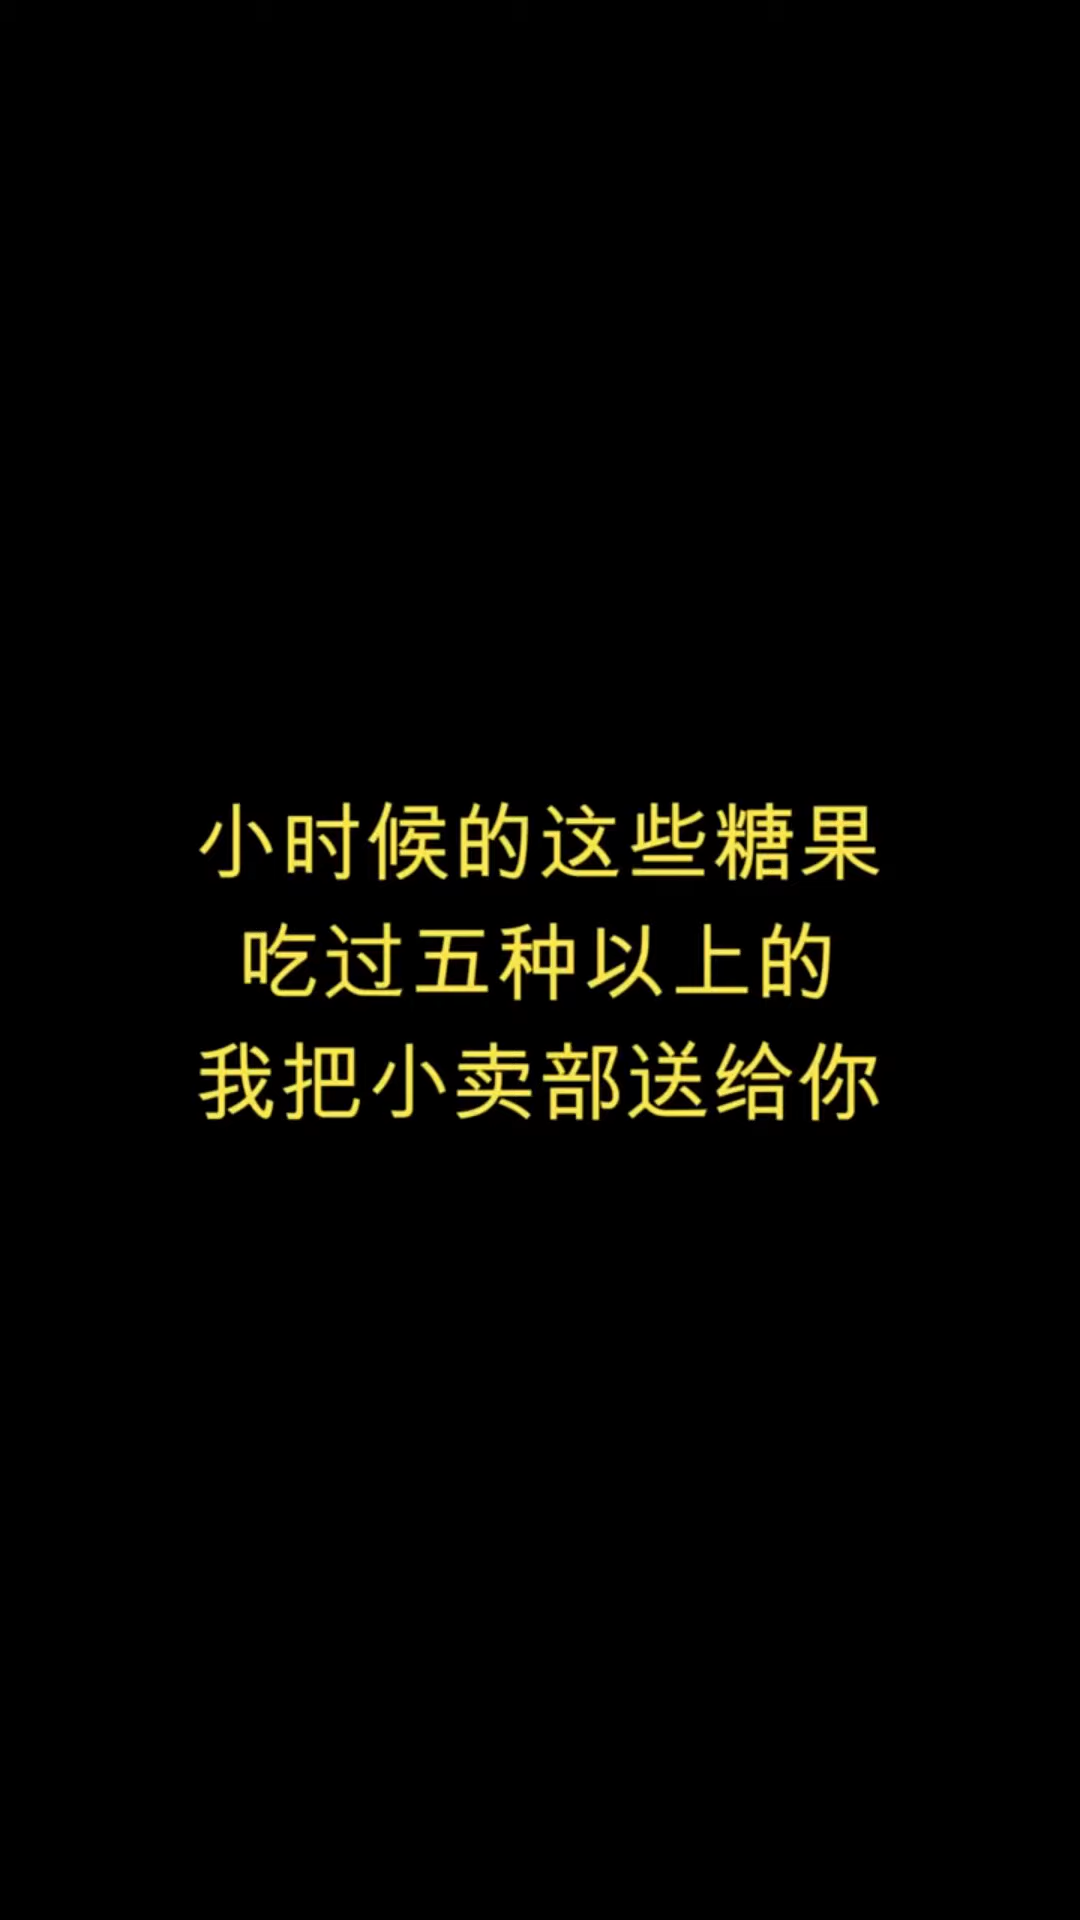 小时候的这些糖果
吃过五种以上的
我把小卖部送给你